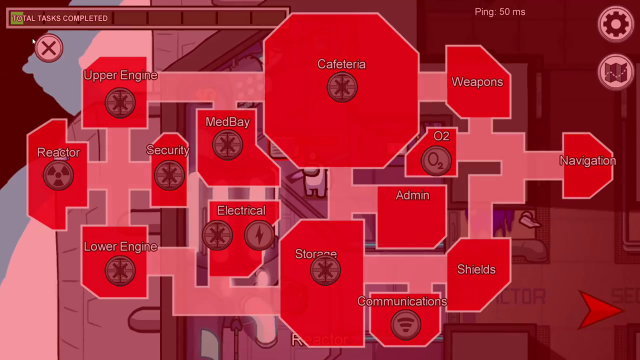 TOTAL TASKS COMPLETED
Ping: 50 ms
Cafeteria
Upper Engine
Weapons
MedBay
O2
Reactor
Security
Navigation
O2
Admin
Electrical
Lower Engine
Storage
Shields
Communications
Reactor